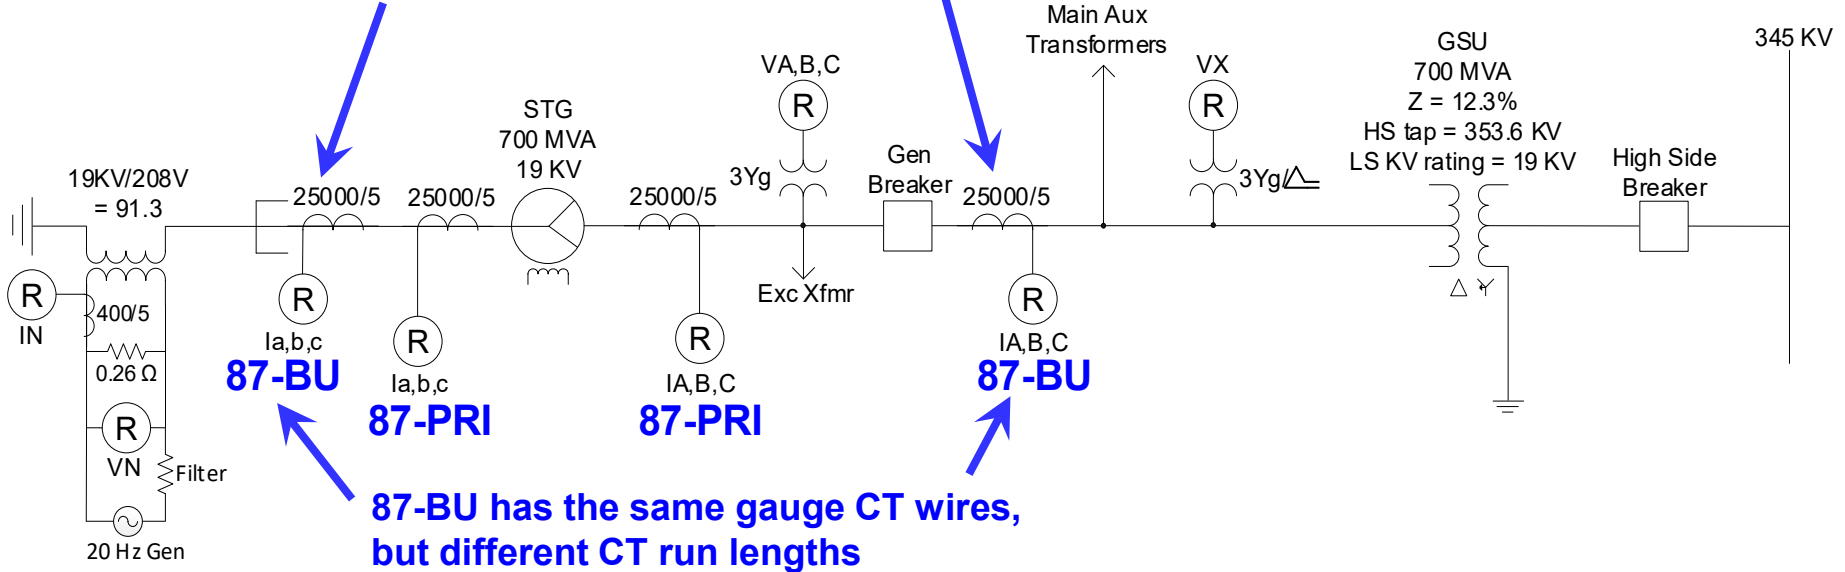 Main Aux
Transformers
345 KV
GSU
700 MVA
Z = 12.3%
HS tap = 353.6 KV
LS KV rating = 19 KV
VA,B,C
R
VX
R
STG
700 MVA
19 KV
Gen
Breaker
High Side
Breaker
19KV/208V
= 91.3
3Yg
3Yg/
25000/5
25000/5
25000/5
25000/5
R
IN
400/5
Exc Xfmr
R
Ia,b,c
87-BU
R
Ia,b,c
87-PRI
R
IA,B,C
87-PRI
R
IA,B,C
87-BU
0.26 Ω
R
VN
Filter
20 Hz Gen
87-BU has the same gauge CT wires,
but different CT run lengths